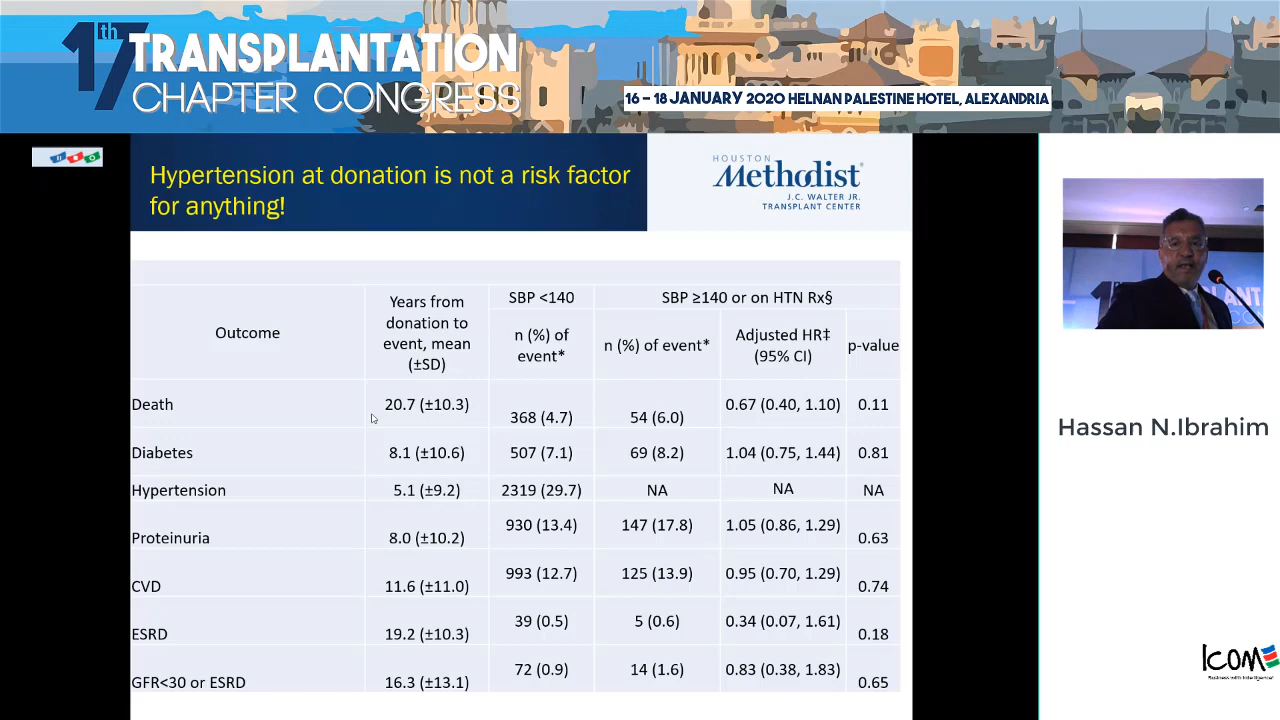 17th
TRANSPLANTATION
CHAPTER CONGRESS
16 – 18 JANUARY 2020 HELNAN PALESTINE HOTEL, ALEXANDRIA
Hypertension at donation is not a risk factor
for anything!
HOUSTON
Methodist®
J.C. WALTER JR.
TRANSPLANT CENTER
Outcome
Years from
donation to
event, mean
(±SD)
SBP <140
SBP ≥140 or on HTN Rx§
n (%) of
event*
n (%) of event*
Adjusted HR‡
(95% CI)
p-value
Death 20.7 (±10.3) 368 (4.7) 54 (6.0) 0.67 (0.40, 1.10) 0.11
Diabetes 8.1 (±10.6) 507 (7.1) 69 (8.2) 1.04 (0.75, 1.44) 0.81
Hypertension 5.1 (±9.2) 2319 (29.7) NA NA NA
Proteinuria 8.0 (±10.2) 930 (13.4) 147 (17.8) 1.05 (0.86, 1.29) 0.63
CVD 11.6 (±11.0) 993 (12.7) 125 (13.9) 0.95 (0.70, 1.29) 0.74
ESRD 19.2 (±10.3) 39 (0.5) 5 (0.6) 0.34 (0.07, 1.61) 0.18
GFR<30 or ESRD 16.3 (±13.1) 72 (0.9) 14 (1.6) 0.83 (0.38, 1.83) 0.65
Hassan N.Ibrahim
ICOM
Business with Intelligence